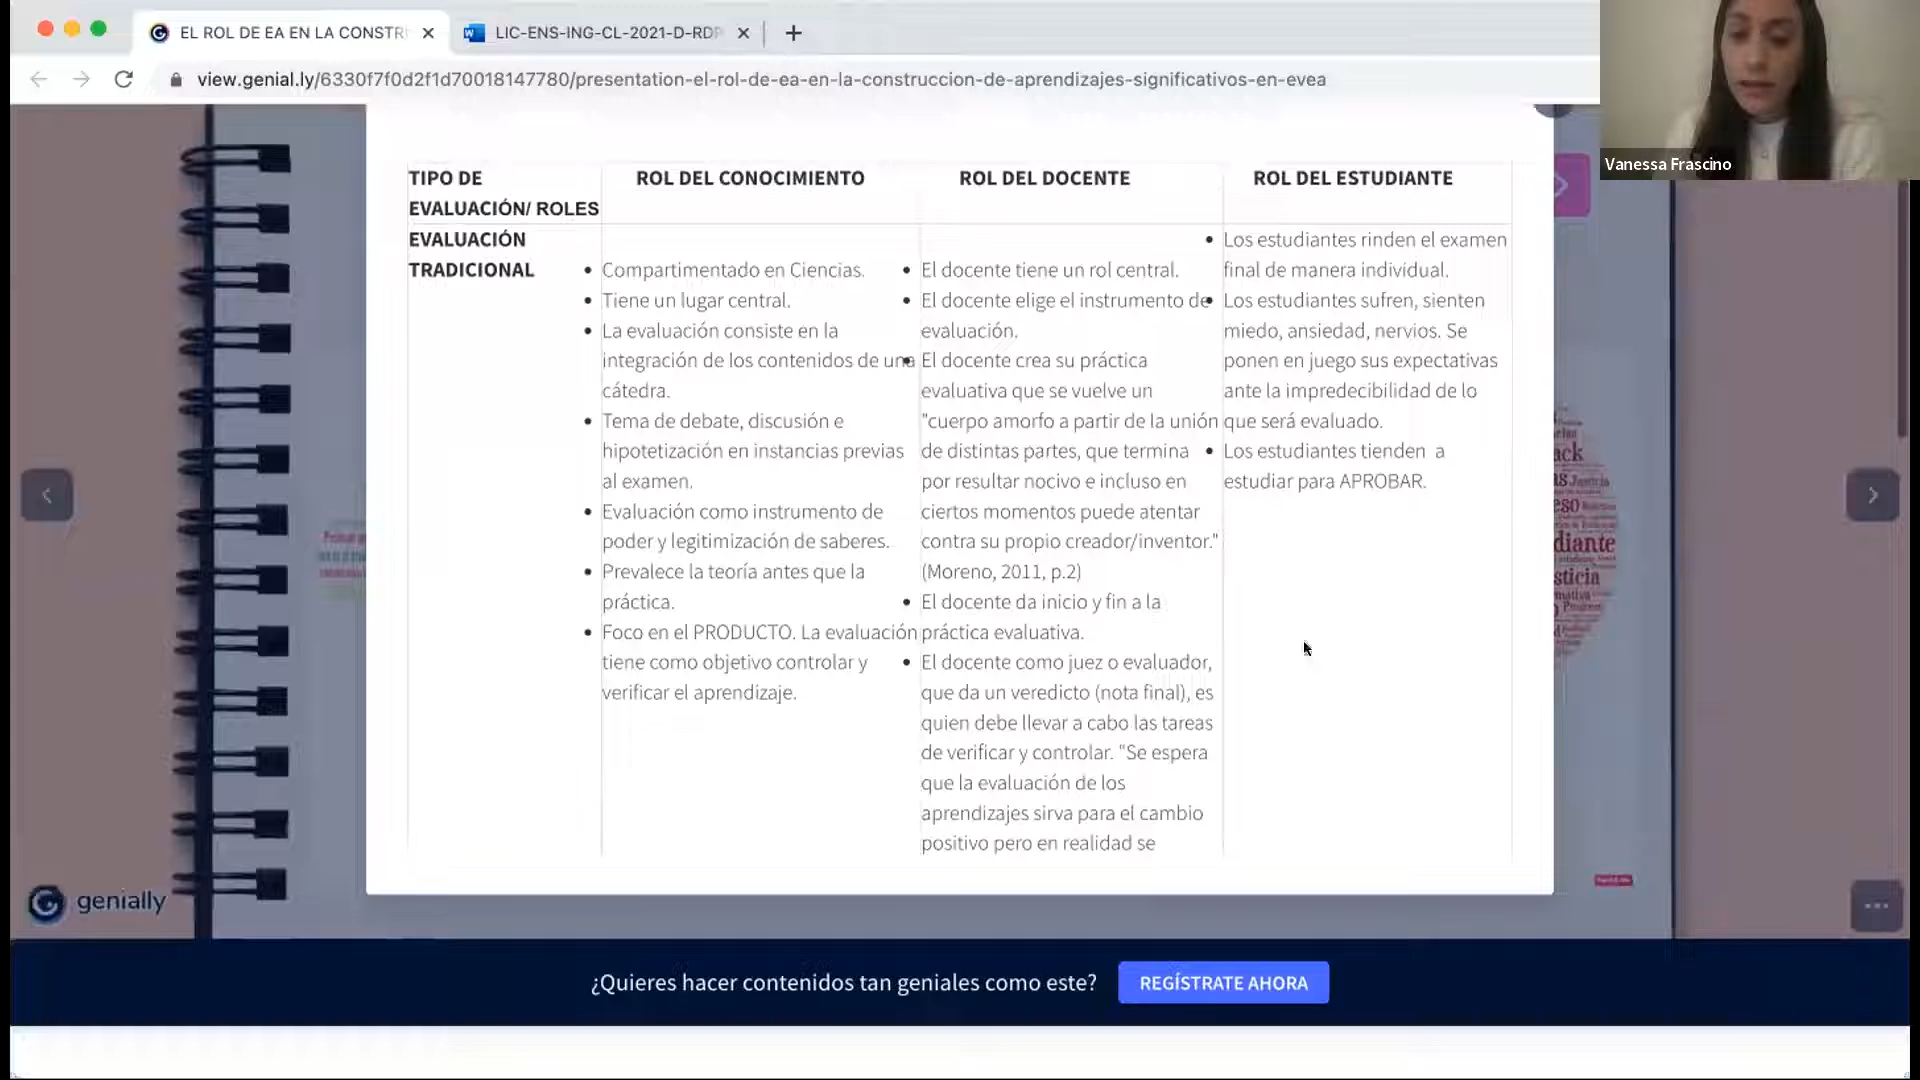 EL ROL DE EA EN LA CONSTR
LIC-ENS-ING-CL-2021-D-RDP
view.genial.ly/6330f7f0d2f1d70018147780/presentation-el-rol-de-ea-en-la-construccion-de-aprendizajes-significativos-en-evea
Vanessa Frascino
TIPO DE
EVALUACIÓN/ ROLES
ROL DEL CONOCIMIENTO
ROL DEL DOCENTE
ROL DEL ESTUDIANTE
EVALUACIÓN
TRADICIONAL
• Compartimentado en Ciencias.
• Tiene un lugar central.
• La evaluación consiste en la
integración de los contenidos de una
cátedra.
• Tema de debate, discusión e
hipotetización en instancias previas
al examen.
• Evaluación como instrumento de
poder y legitimización de saberes.
• Prevalece la teoría antes que la
práctica.
• Foco en el PRODUCTO. La evaluación
tiene como objetivo controlar y
verificar el aprendizaje.
• El docente tiene un rol central.
• El docente elige el instrumento de
evaluación.
• El docente crea su práctica
evaluativa que se vuelve un
"cuerpo amorfo a partir de la unión
de distintas partes, que termina
por resultar nocivo e incluso en
ciertos momentos puede atentar
contra su propio creador/inventor."
(Moreno, 2011, p.2)
• El docente da inicio y fin a la
práctica evaluativa.
• El docente como juez o evaluador,
que da un veredicto (nota final), es
quien debe llevar a cabo las tareas
de verificar y controlar. "Se espera
que la evaluación de los
aprendizajes sirva para el cambio
positivo pero en realidad se
• Los estudiantes rinden el examen
final de manera individual.
• Los estudiantes sufren, sienten
miedo, ansiedad, nervios. Se
ponen en juego sus expectativas
ante la impredecibilidad de lo
que será evaluado.
• Los estudiantes tienden a
estudiar para APROBAR.
ack
Justicia
eso
diante
sticia
genially
¿Quieres hacer contenidos tan geniales como este?
REGÍSTRATE AHORA